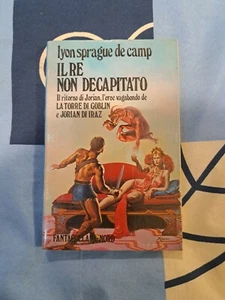 lyon sprague de camp
IL RE
NON DECAPITATO
Il ritorno di Jorian, l'eroe vagabondo de
LA TORRE DI GOBLIN
e JORIAN DI IRAZ
NORD